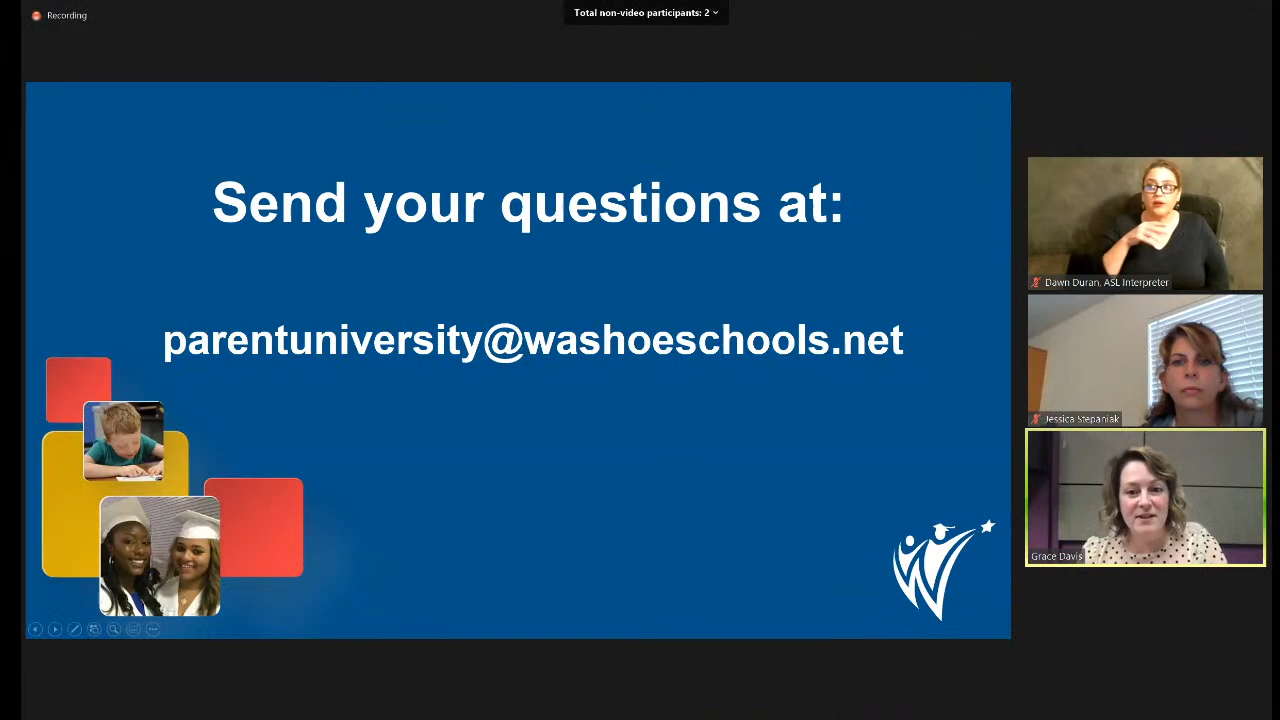 Recording
Total non-video participants: 2
Send your questions at:
parentuniversity@washoeschools.net
Dawn Duran, ASL Interpreter
Jessica Stepaniak
Grace Davis